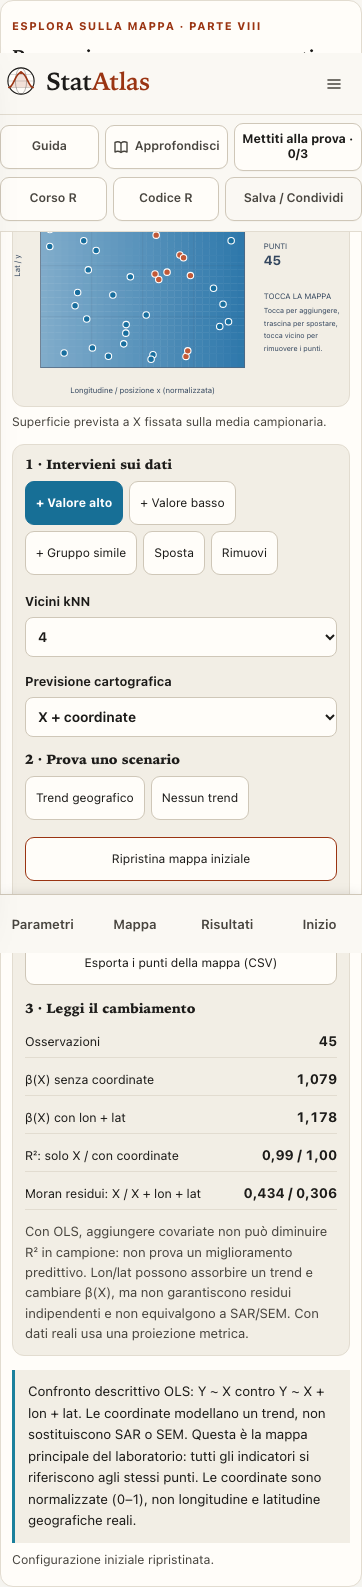 ESPLORA SULLA MAPPA · PARTE VIII
StatAtlas
Guida
Approfondisci
Mettiti alla prova ·
0/3
Corso R
Codice R
Salva / Condividi
Lat / y
PUNTI
45
TOCCA LA MAPPA
Tocca per aggiungere,
trascina per spostare,
tocca vicino per
rimuovere i punti.
Longitudine / posizione x (normalizzata)
Superficie prevista a X fissata sulla media campionaria.
1 · Intervieni sui dati
+ Valore alto
+ Valore basso
+ Gruppo simile
Sposta
Rimuovi
Vicini kNN
4
Previsione cartografica
X + coordinate
2 · Prova uno scenario
Trend geografico
Nessun trend
Ripristina mappa iniziale
Parametri
Mappa
Risultati
Inizio
Esporta i punti della mappa (CSV)
3 · Leggi il cambiamento
Osservazioni 45
β(X) senza coordinate 1,079
β(X) con lon + lat 1,178
R²: solo X / con coordinate 0,99 / 1,00
Moran residui: X / X + lon + lat 0,434 / 0,306
Con OLS, aggiungere covariate non può diminuire
R² in campione: non prova un miglioramento
predittivo. Lon/lat possono assorbire un trend e
cambiare β(X), ma non garantiscono residui
indipendenti e non equivalgono a SAR/SEM. Con
dati reali usa una proiezione metrica.
Confronto descrittivo OLS: Y ~ X contro Y ~ X +
lon + lat. Le coordinate modellano un trend, non
sostituiscono SAR o SEM. Questa è la mappa
principale del laboratorio: tutti gli indicatori si
riferiscono agli stessi punti. Le coordinate sono
normalizzate (0–1), non longitudine e latitudine
geografiche reali.
Configurazione iniziale ripristinata.